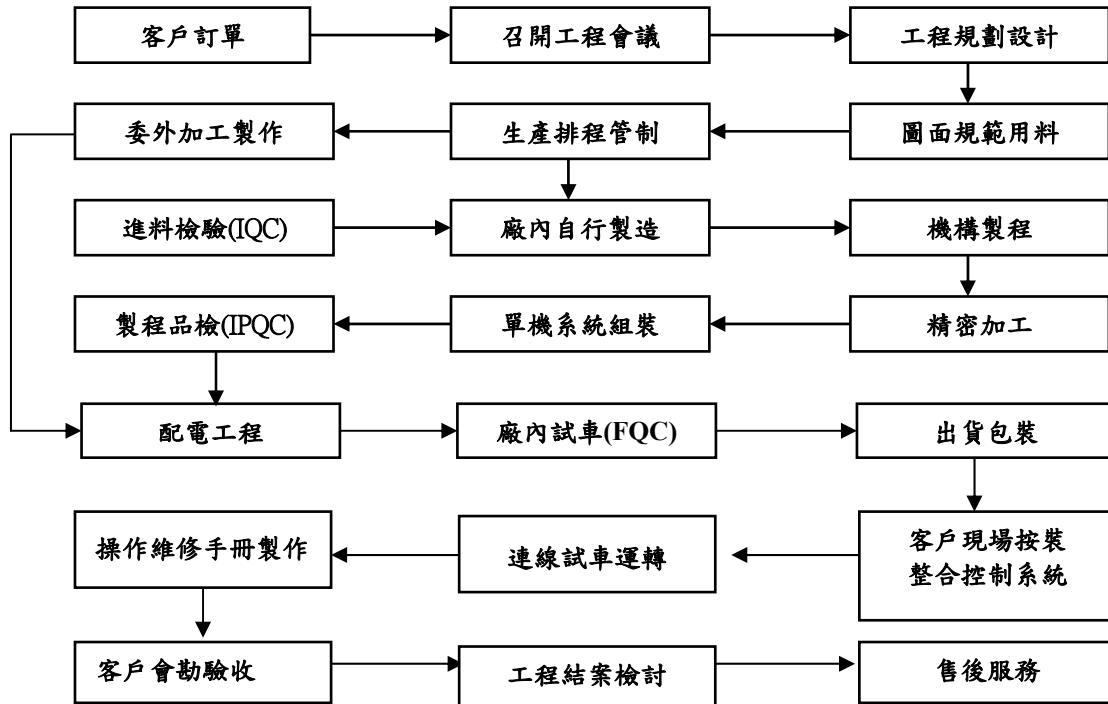 客戶訂單
召開工程會議
工程規劃設計
委外加工製作
生產排程管制
圖面規範用料
進料檢驗(IQC)
廠內自行製造
機構製程
製程品檢(IPQC)
單機系統組裝
精密加工
配電工程
廠內試車(FQC)
出貨包裝
操作維修手冊製作
連線試車運轉
客戶現場按裝
整合控制系統
客戶會勘驗收
工程結案檢討
售後服務